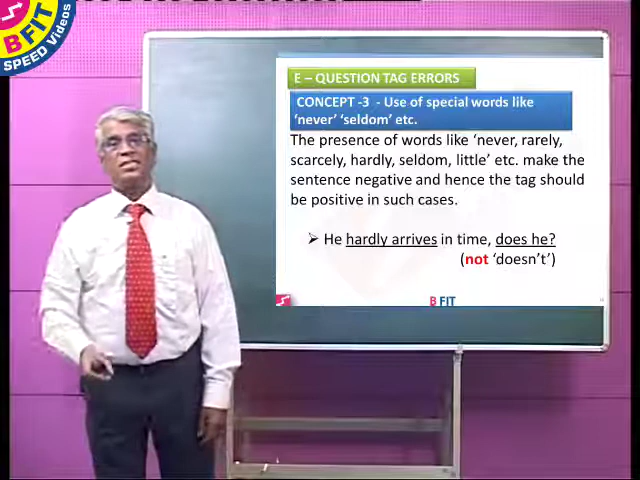 BFIT
SPEED Videos
E – QUESTION TAG ERRORS
CONCEPT -3 - Use of special words like
‘never’ ‘seldom’ etc.
The presence of words like ‘never, rarely,
scarcely, hardly, seldom, little’ etc. make the
sentence negative and hence the tag should
be positive in such cases.
➢ He hardly arrives in time, does he?
(not ‘doesn’t’)
B FIT